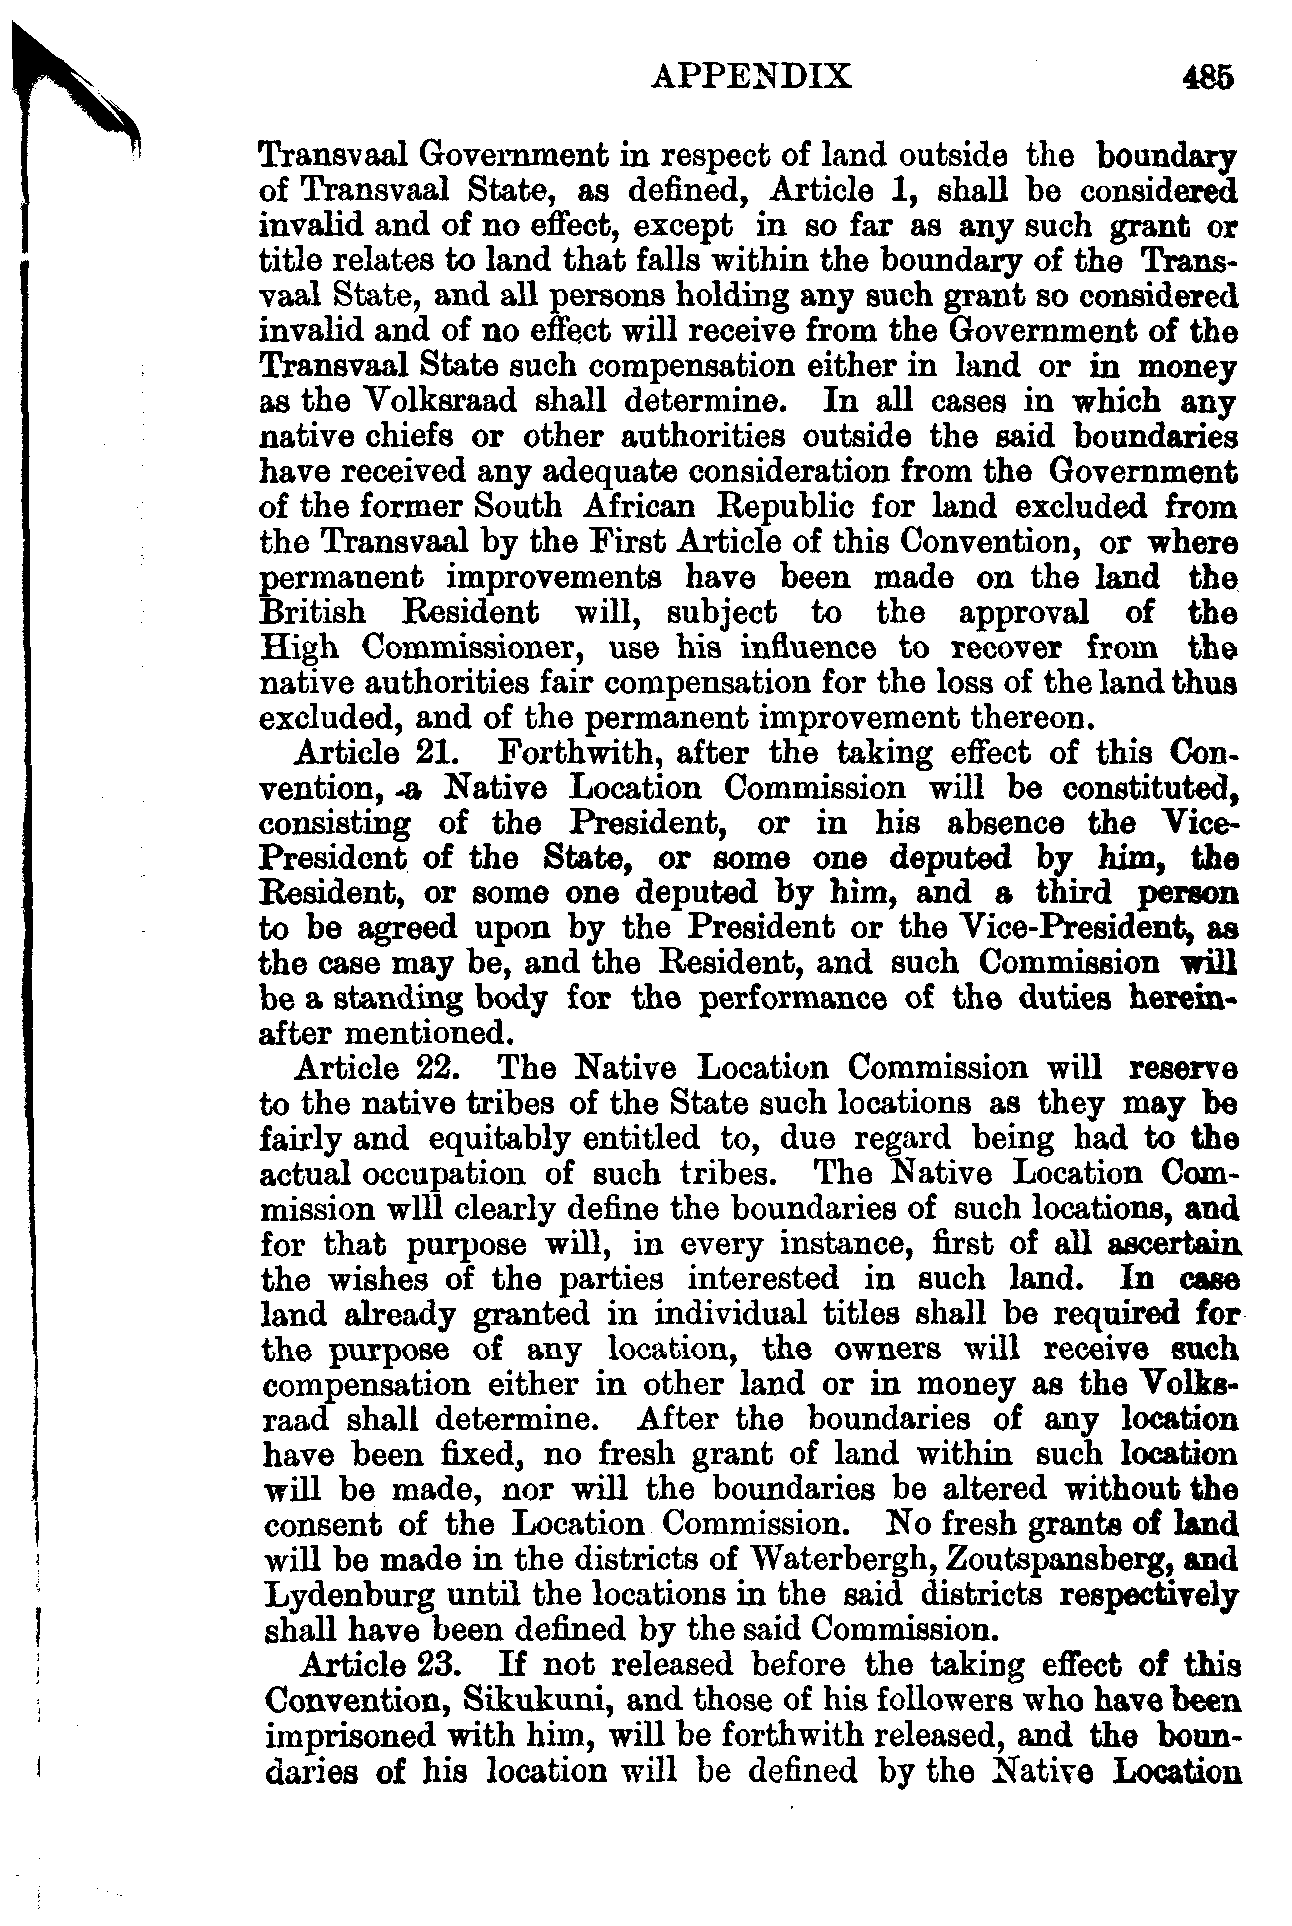 APPENDIX 485
Transvaal Government in respect of land outside the boundary
of Transvaal State, as defined, Article 1, shall be considered
invalid and of no effect, except in so far as any such grant or
title relates to land that falls within the boundary of the Trans-
vaal State, and all persons holding any such grant so considered
invalid and of no effect will receive from the Government of the
Transvaal State such compensation either in land or in money
as the Volksraad shall determine. In all cases in which any
native chiefs or other authorities outside the said boundaries
have received any adequate consideration from the Government
of the former South African Republic for land excluded from
the Transvaal by the First Article of this Convention, or where
permanent improvements have been made on the land the
British Resident will, subject to the approval of the
High Commissioner, use his influence to recover from the
native authorities fair compensation for the loss of the land thus
excluded, and of the permanent improvement thereon.
Article 21. Forthwith, after the taking effect of this Con-
vention, a Native Location Commission will be constituted,
consisting of the President, or in his absence the Vice-
President of the State, or some one deputed by him, the
Resident, or some one deputed by him, and a third person
to be agreed upon by the President or the Vice-President, as
the case may be, and the Resident, and such Commission will
be a standing body for the performance of the duties herein-
after mentioned.
Article 22. The Native Location Commission will reserve
to the native tribes of the State such locations as they may be
fairly and equitably entitled to, due regard being had to the
actual occupation of such tribes. The Native Location Com-
mission wlll clearly define the boundaries of such locations, and
for that purpose will, in every instance, first of all ascertain
the wishes of the parties interested in such land. In case
land already granted in individual titles shall be required for
the purpose of any location, the owners will receive such
compensation either in other land or in money as the Volks-
raad shall determine. After the boundaries of any location
have been fixed, no fresh grant of land within such location
will be made, nor will the boundaries be altered without the
consent of the Location Commission. No fresh grants of land
will be made in the districts of Waterbergh, Zoutspansberg, and
Lydenburg until the locations in the said districts respectively
shall have been defined by the said Commission.
Article 23. If not released before the taking effect of this
Convention, Sikukuni, and those of his followers who have been
imprisoned with him, will be forthwith released, and the boun-
daries of his location will be defined by the Native Location